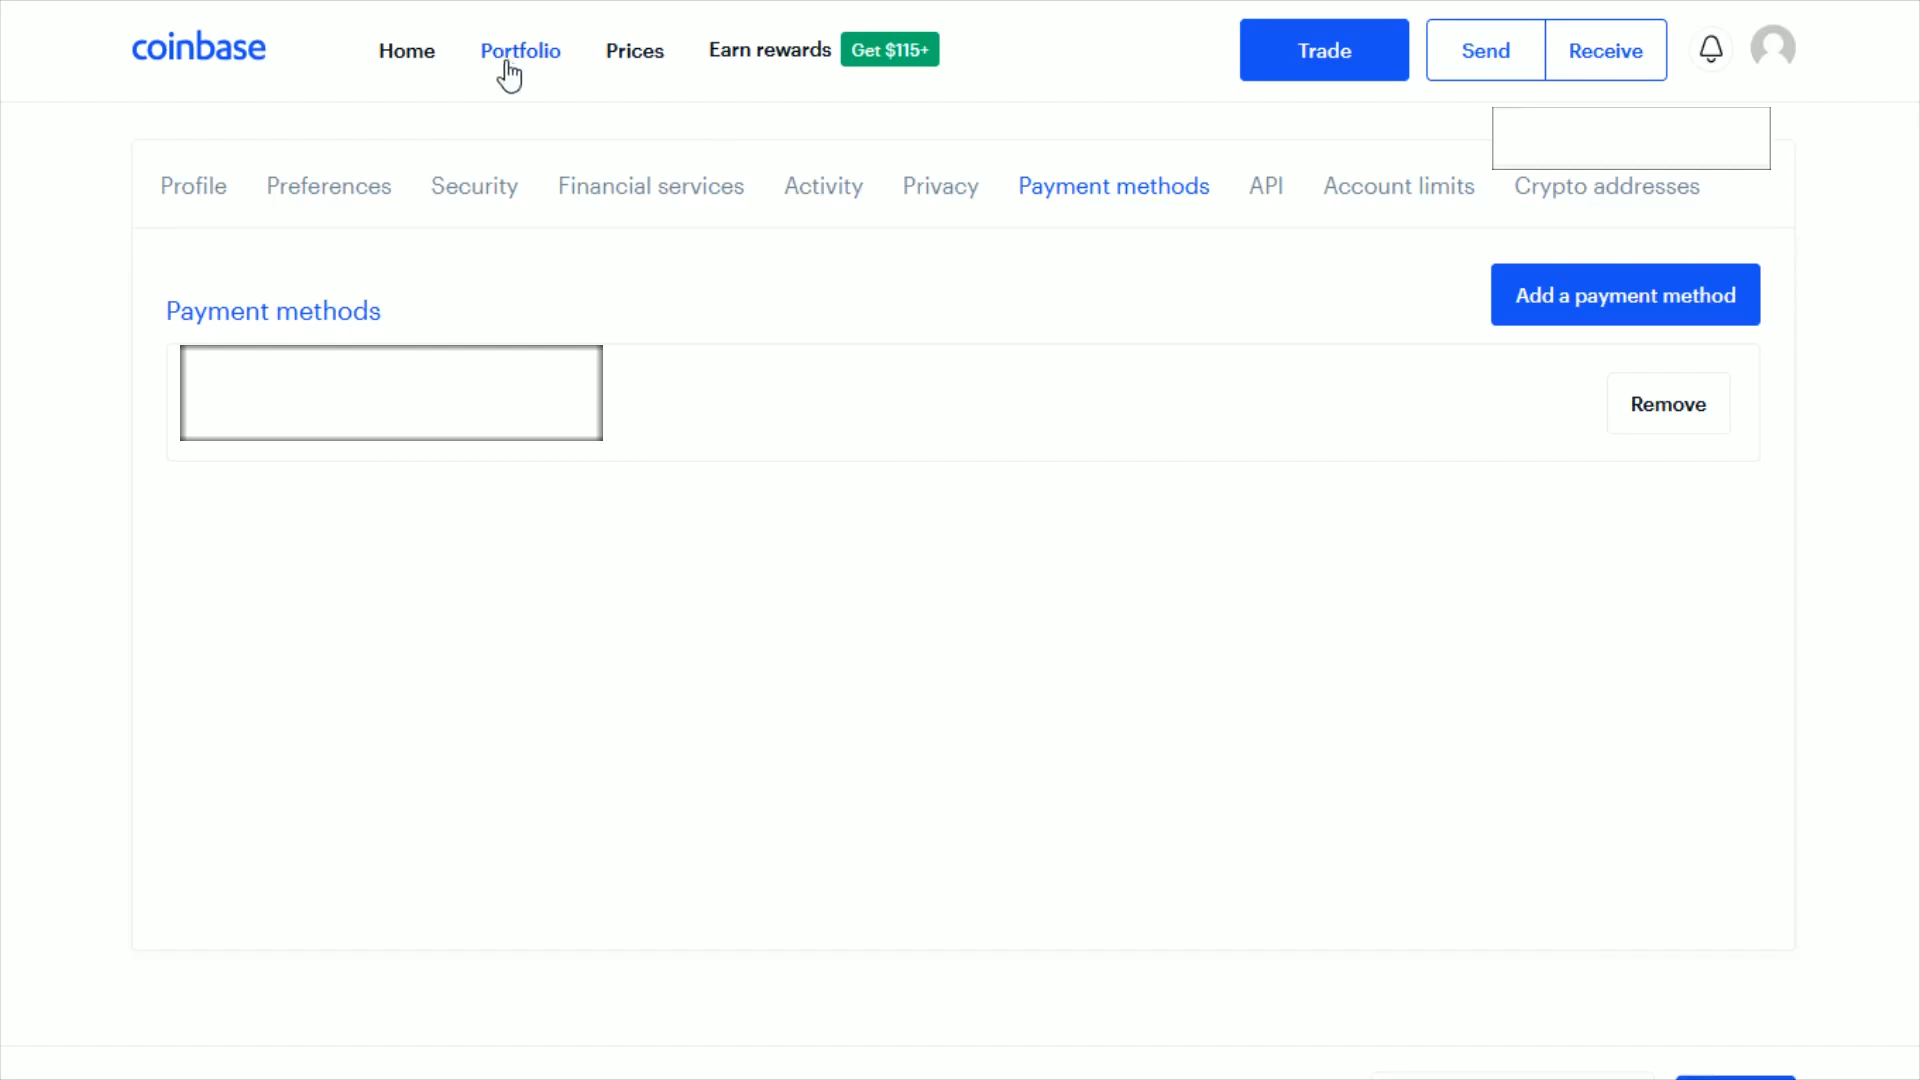 coinbase Home Portfolio Prices Earn rewards Get $115+ Trade Send Receive
Profile Preferences Security Financial services Activity Privacy Payment methods API Account limits Crypto addresses
Add a payment method
Payment methods
Remove